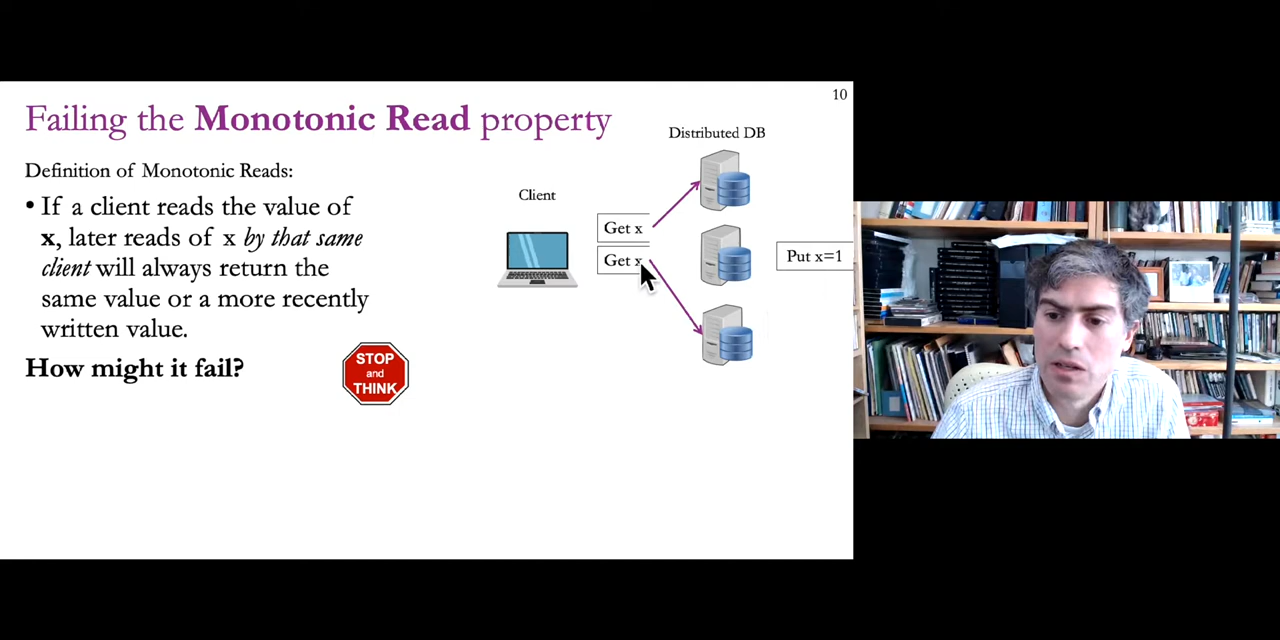 10
Failing the Monotonic Read property
Distributed DB
Definition of Monotonic Reads:
Client
• If a client reads the value of
x, later reads of x by that same
client will always return the
same value or a more recently
written value.
Get x
Get x
Put x=1
How might it fail?
STOP
and
THINK